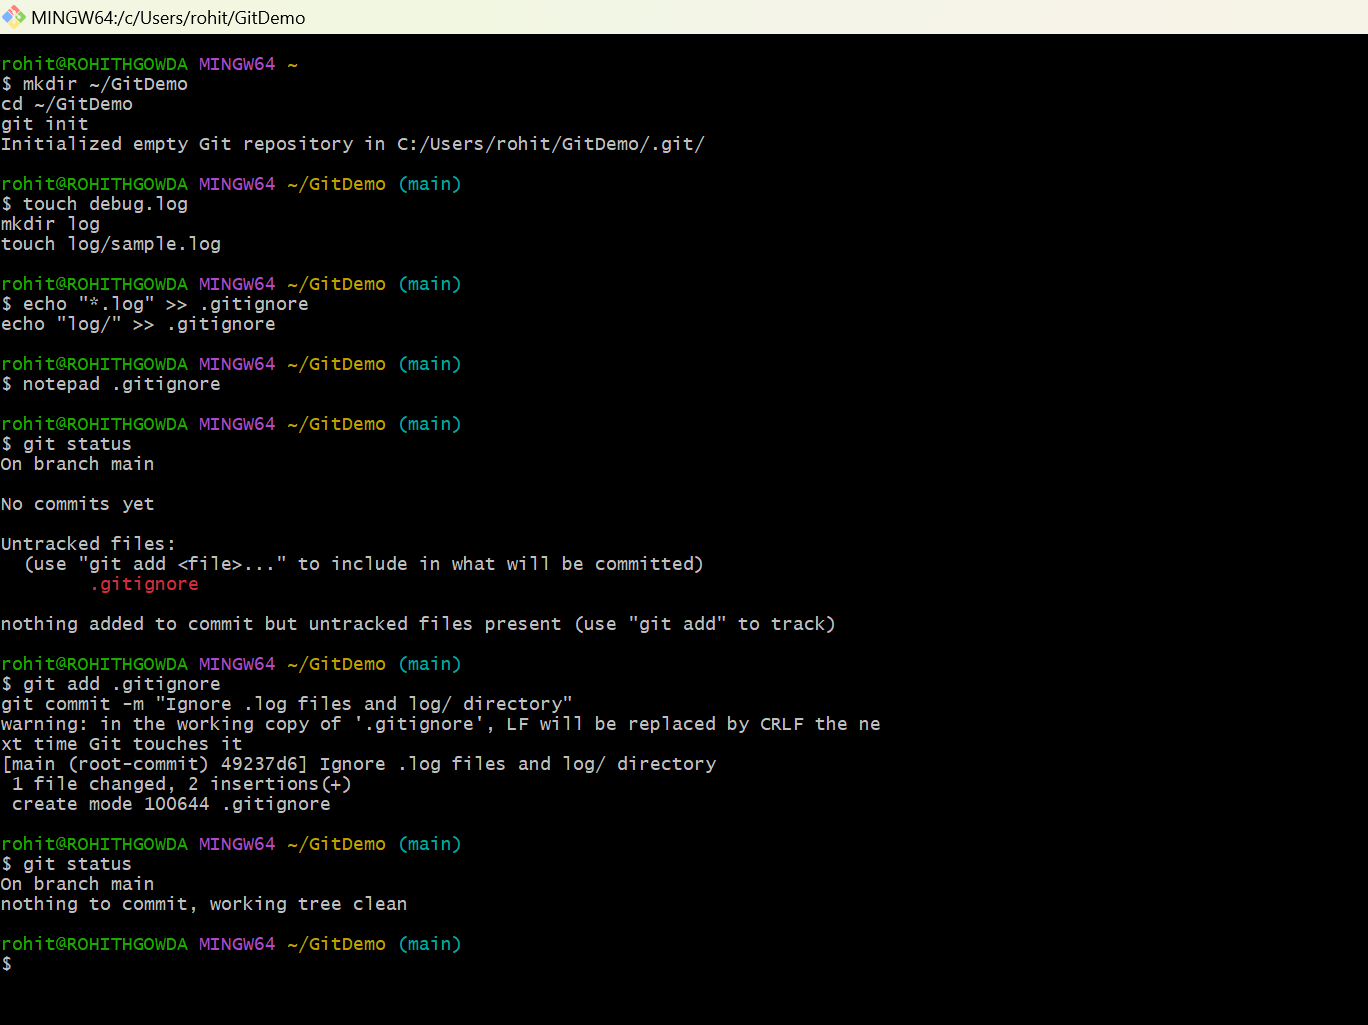 MINGW64:/c/Users/rohit/GitDemo
rohit@ROHITHGOWDA MINGW64 ~
$ mkdir ~/GitDemo
cd ~/GitDemo
git init
Initialized empty Git repository in C:/Users/rohit/GitDemo/.git/
rohit@ROHITHGOWDA MINGW64 ~/GitDemo (main)
$ touch debug.log
mkdir log
touch log/sample.log
rohit@ROHITHGOWDA MINGW64 ~/GitDemo (main)
$ echo "*.log" >> .gitignore
echo "log/" >> .gitignore
rohit@ROHITHGOWDA MINGW64 ~/GitDemo (main)
$ notepad .gitignore
rohit@ROHITHGOWDA MINGW64 ~/GitDemo (main)
$ git status
On branch main
No commits yet
Untracked files:
  (use "git add <file>..." to include in what will be committed)
        .gitignore
nothing added to commit but untracked files present (use "git add" to track)
rohit@ROHITHGOWDA MINGW64 ~/GitDemo (main)
$ git add .gitignore
git commit -m "Ignore .log files and log/ directory"
warning: in the working copy of '.gitignore', LF will be replaced by CRLF the ne
xt time Git touches it
[main (root-commit) 49237d6] Ignore .log files and log/ directory
 1 file changed, 2 insertions(+)
 create mode 100644 .gitignore
rohit@ROHITHGOWDA MINGW64 ~/GitDemo (main)
$ git status
On branch main
nothing to commit, working tree clean
rohit@ROHITHGOWDA MINGW64 ~/GitDemo (main)
$